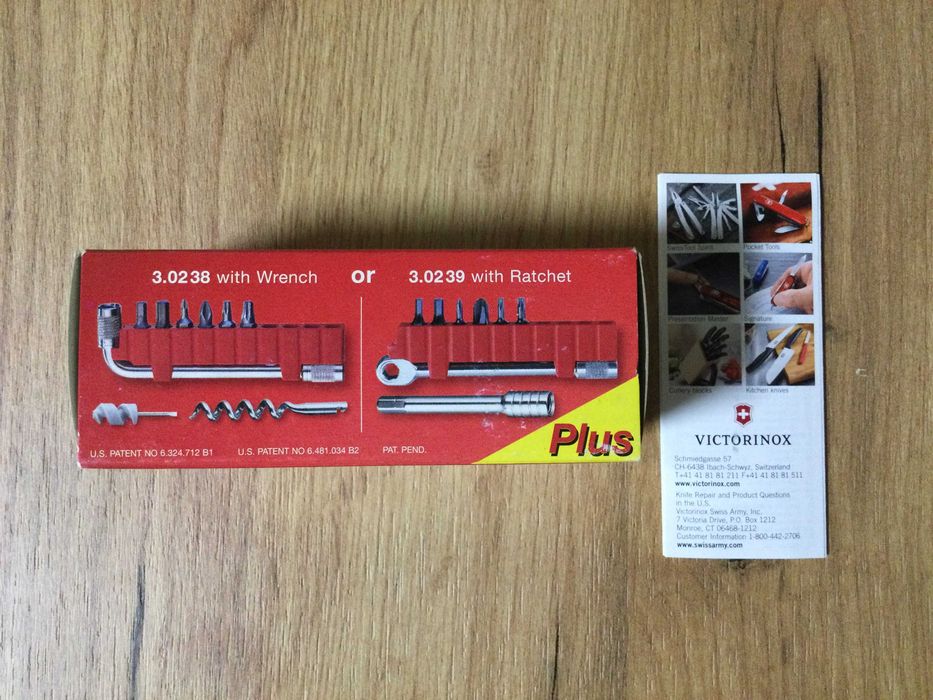 3.0238 with Wrench or 3.0239 with Ratchet
U.S. PATENT NO 6.324.712 B1 U.S. PATENT NO 6.481.034 B2 PAT. PEND.
Plus
SwissTool Spirit Pocket Tools
Presentation Master Signature
Cutlery blocks Kitchen knives
VICTORINOX
Schmiedgasse 57
CH-6438 Ibach-Schwyz, Switzerland
T+41 41 81 81 211 F+41 41 81 81 511
www.victorinox.com
Knife Repair and Product Questions
in the U.S.
Victorinox Swiss Army, Inc.
7 Victoria Drive, P.O. Box 1212
Monroe, CT 06468-1212
Customer Information 1-800-442-2706
www.swissarmy.com